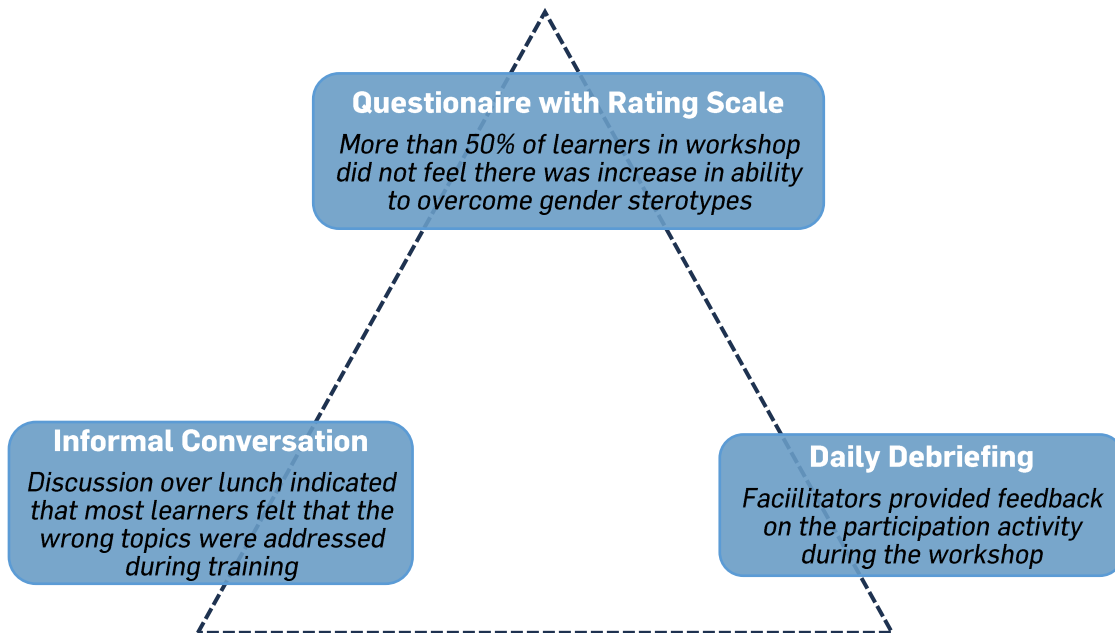 Questionaire with Rating Scale
More than 50% of learners in workshop
did not feel there was increase in ability
to overcome gender sterotypes
Informal Conversation
Discussion over lunch indicated
that most learners felt that the
wrong topics were addressed
during training
Daily Debriefing
Faciilitators provided feedback
on the participation activity
during the workshop